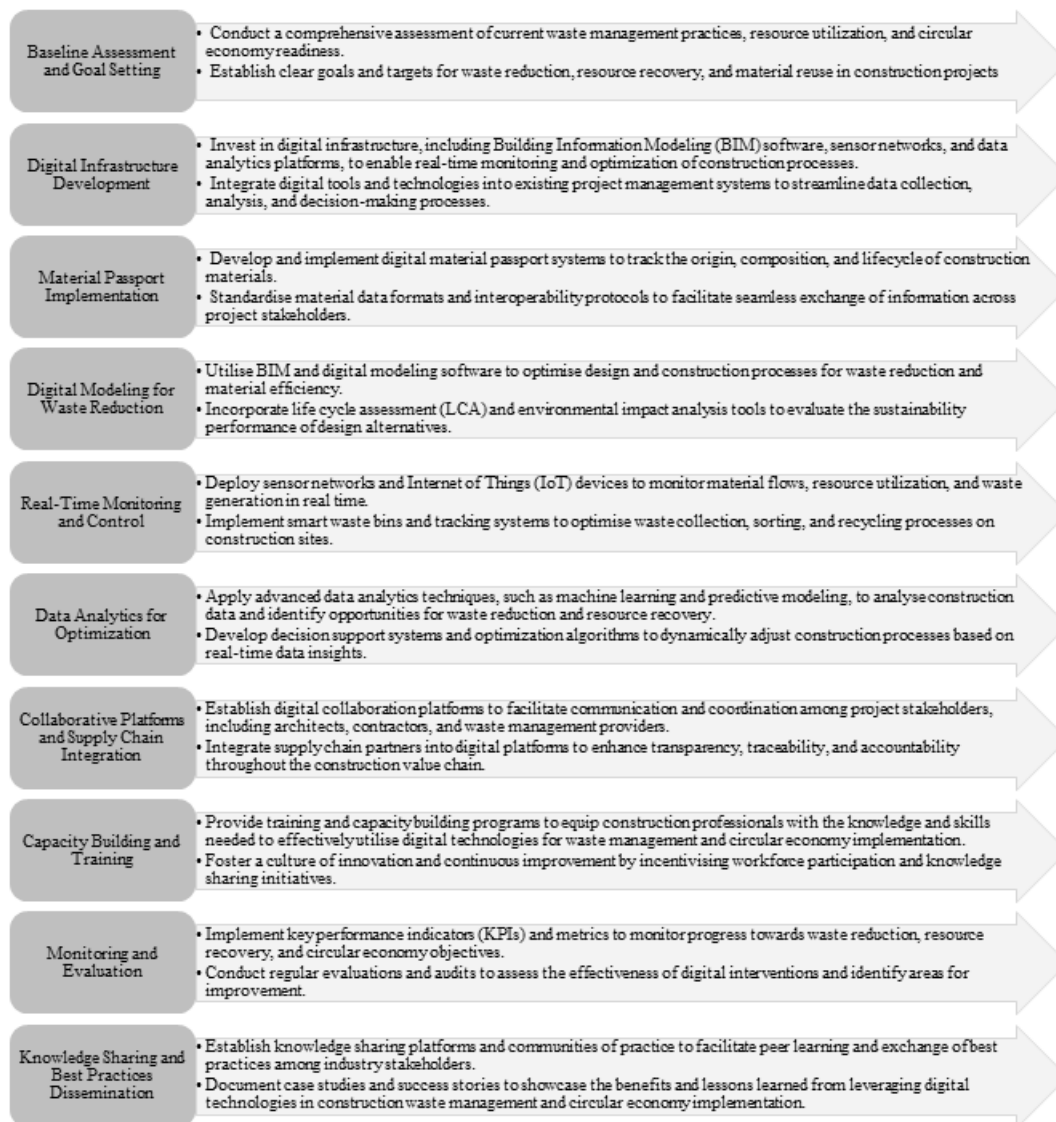 Baseline Assessment
and Goal Setting
• Conduct a comprehensive assessment of current waste management practices, resource utilization, and circular
economy readiness.
• Establish clear goals and targets for waste reduction, resource recovery, and material reuse in construction projects
Digital Infrastructure
Development
• Invest in digital infrastructure, including Building Information Modeling (BIM) software, sensor networks, and data
analytics platforms, to enable real-time monitoring and optimization of construction processes.
• Integrate digital tools and technologies into existing project management systems to streamline data collection,
analysis, and decision-making processes.
Material Passport
Implementation
• Develop and implement digital material passport systems to track the origin, composition, and lifecycle of construction
materials.
• Standardise material data formats and interoperability protocols to facilitate seamless exchange of information across
project stakeholders.
Digital Modeling for
Waste Reduction
• Utilise BIM and digital modeling software to optimise design and construction processes for waste reduction and
material efficiency.
• Incorporate life cycle assessment (LCA) and environmental impact analysis tools to evaluate the sustainability
performance of design alternatives.
Real-Time Monitoring
and Control
• Deploy sensor networks and Internet of Things (IoT) devices to monitor material flows, resource utilization, and waste
generation in real time.
• Implement smart waste bins and tracking systems to optimise waste collection, sorting, and recycling processes on
construction sites.
Data Analytics for
Optimization
• Apply advanced data analytics techniques, such as machine learning and predictive modeling, to analyse construction
data and identify opportunities for waste reduction and resource recovery.
• Develop decision support systems and optimization algorithms to dynamically adjust construction processes based on
real-time data insights.
Collaborative Platforms
and Supply Chain
Integration
• Establish digital collaboration platforms to facilitate communication and coordination among project stakeholders,
including architects, contractors, and waste management providers.
• Integrate supply chain partners into digital platforms to enhance transparency, traceability, and accountability
throughout the construction value chain.
Capacity Building and
Training
• Provide training and capacity building programs to equip construction professionals with the knowledge and skills
needed to effectively utilise digital technologies for waste management and circular economy implementation.
• Foster a culture of innovation and continuous improvement by incentivising workforce participation and knowledge
sharing initiatives.
Monitoring and
Evaluation
• Implement key performance indicators (KPIs) and metrics to monitor progress towards waste reduction, resource
recovery, and circular economy objectives.
• Conduct regular evaluations and audits to assess the effectiveness of digital interventions and identify areas for
improvement.
Knowledge Sharing and
Best Practices
Dissemination
• Establish knowledge sharing platforms and communities of practice to facilitate peer learning and exchange of best
practices among industry stakeholders.
• Document case studies and success stories to showcase the benefits and lessons learned from leveraging digital
technologies in construction waste management and circular economy implementation.